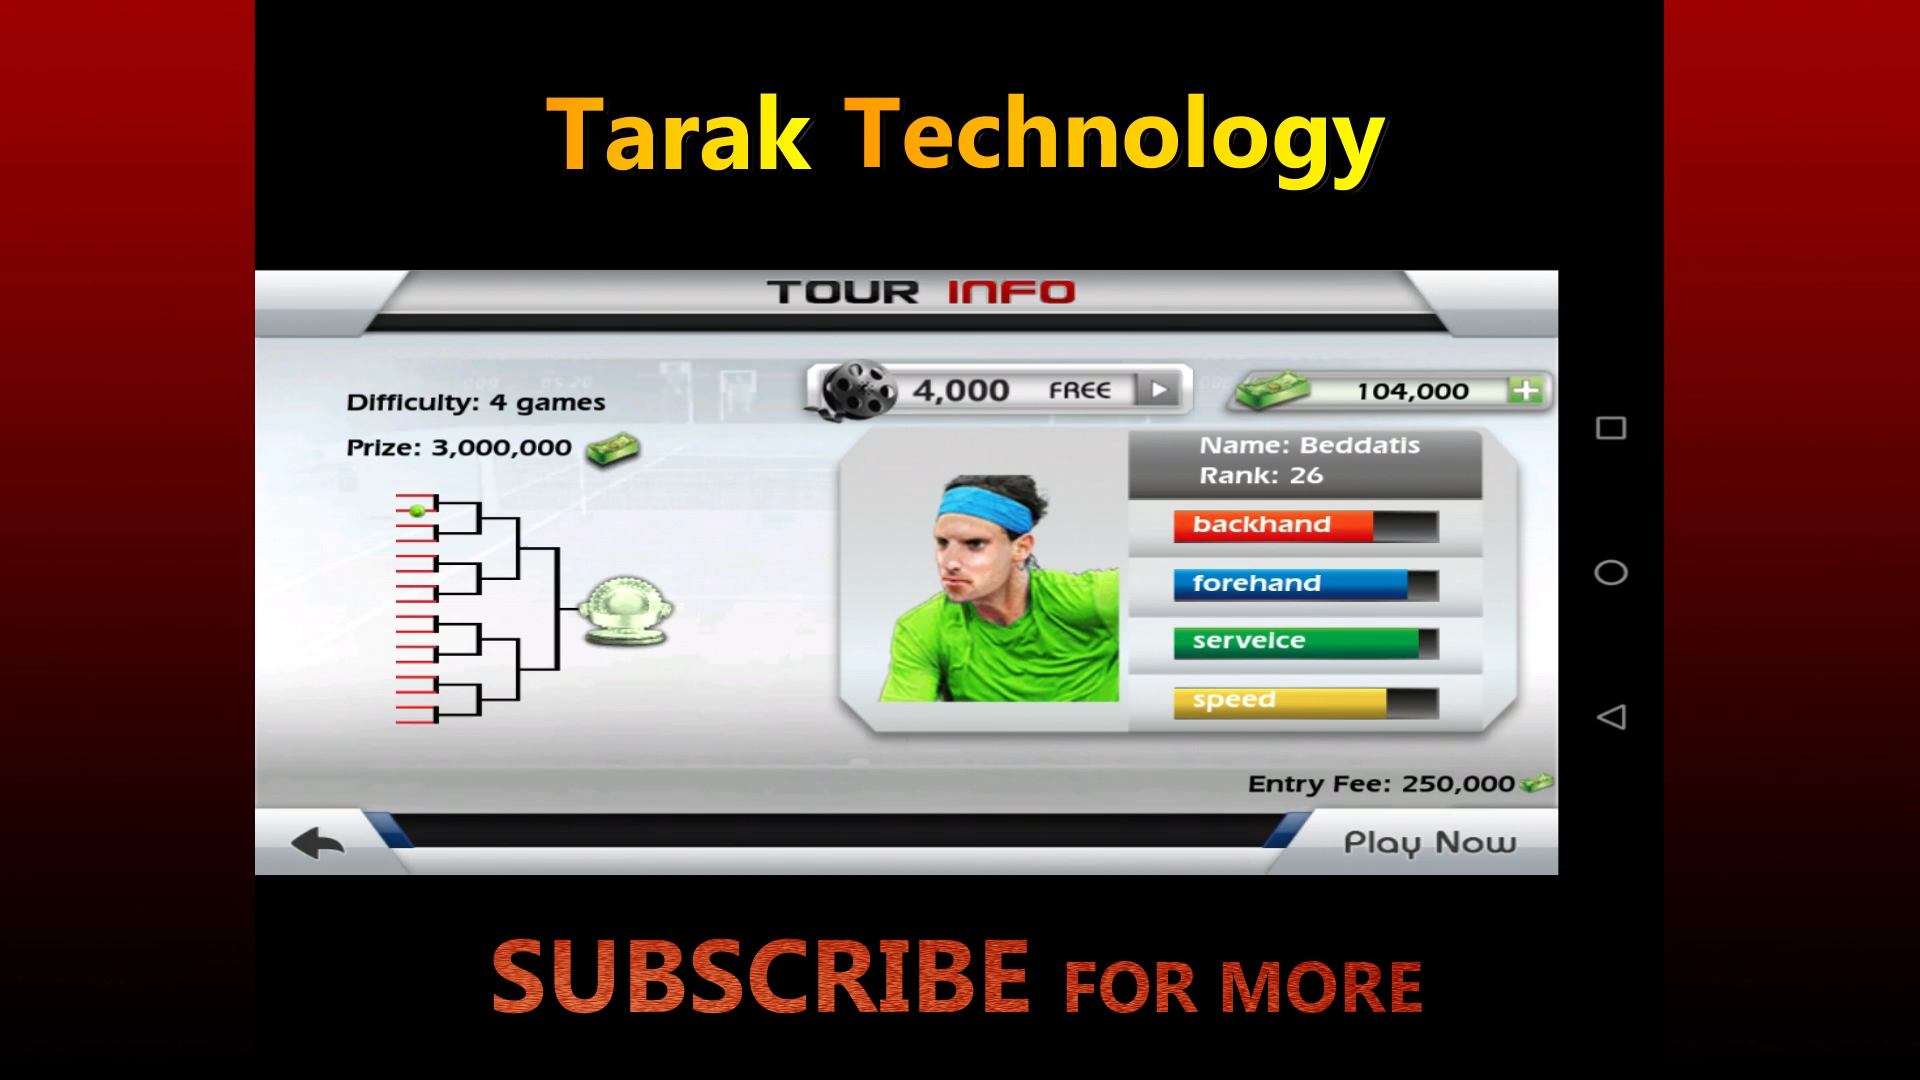 Tarak Technology
TOUR INFO
Difficulty: 4 games
Prize: 3,000,000
4,000 FREE
104,000
Name: Beddatis
Rank: 26
backhand
forehand
serveice
speed
Entry Fee: 250,000
Play Now
SUBSCRIBE FOR MORE